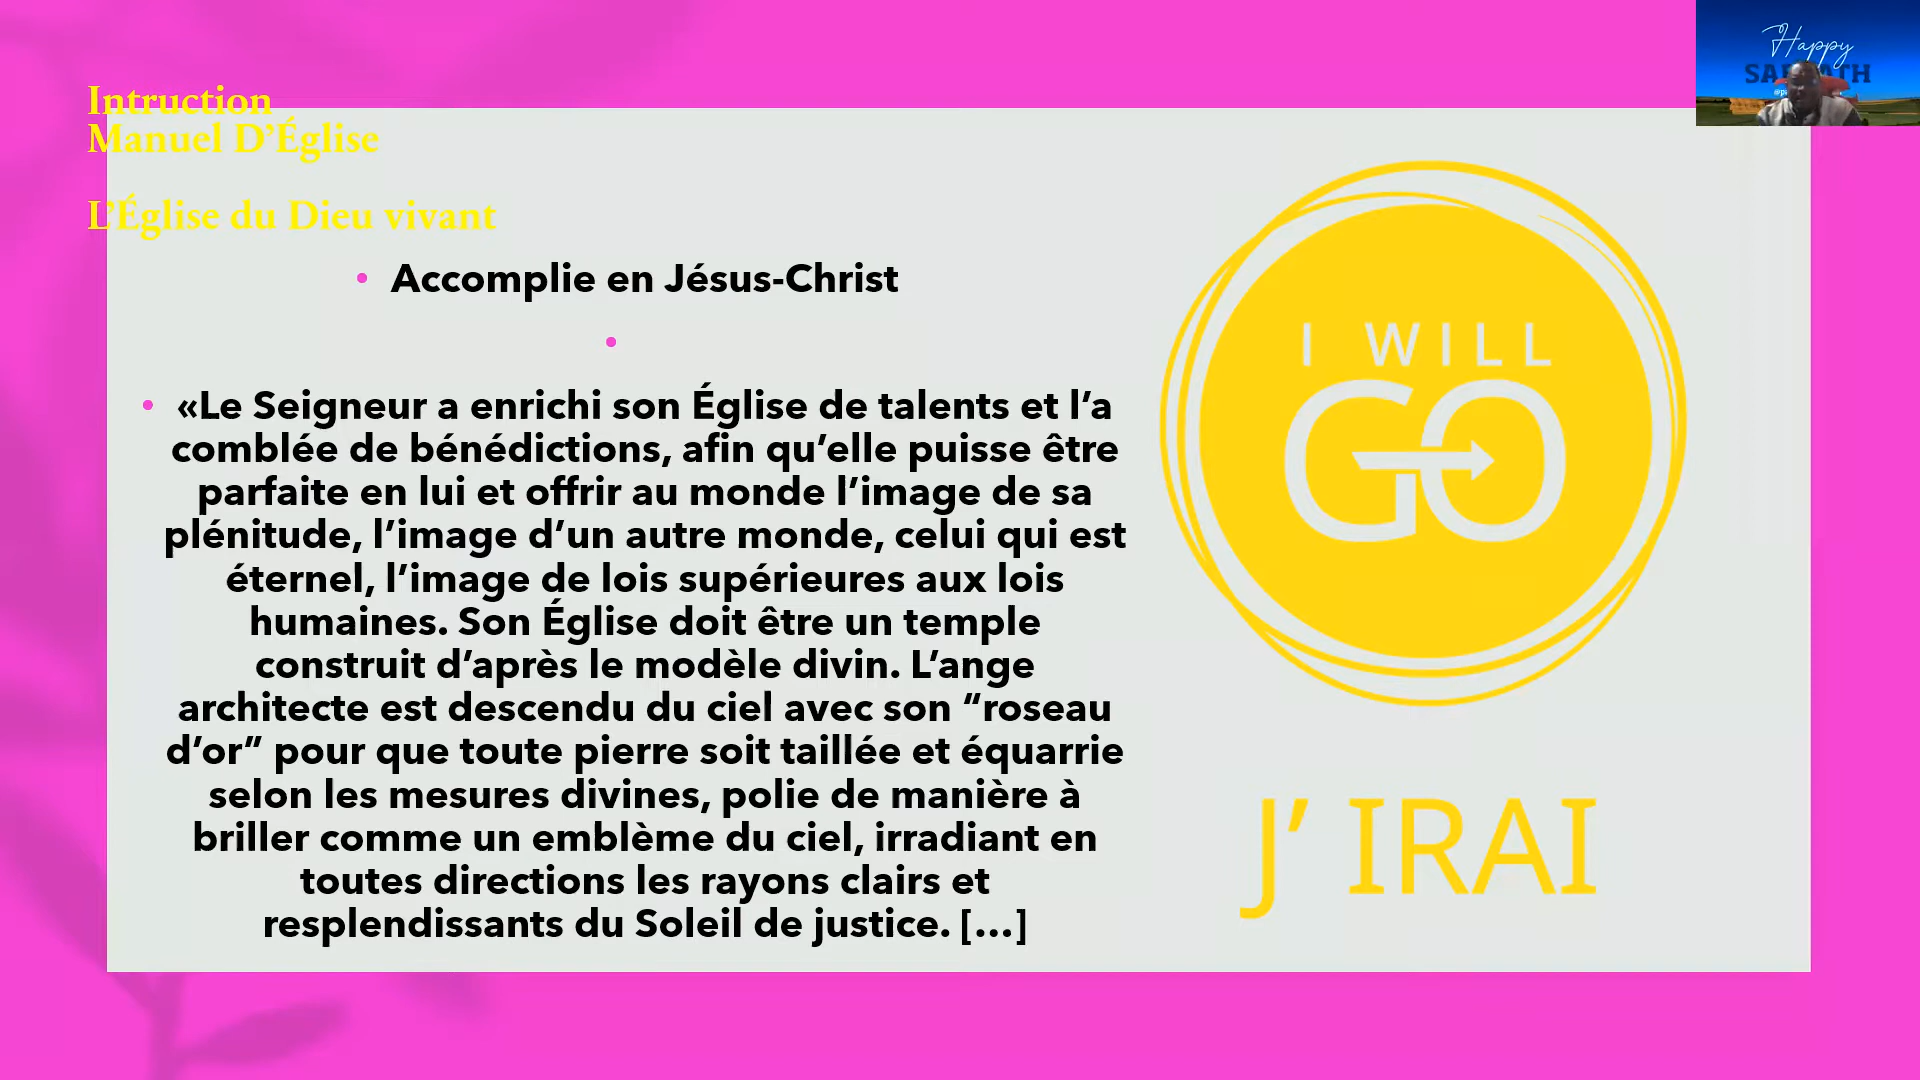 Intruction
Manuel D’Église
L’Église du Dieu vivant
• Accomplie en Jésus-Christ
•
• «Le Seigneur a enrichi son Église de talents et l’a
comblée de bénédictions, afin qu’elle puisse être
parfaite en lui et offrir au monde l’image de sa
plénitude, l’image d’un autre monde, celui qui est
éternel, l’image de lois supérieures aux lois
humaines. Son Église doit être un temple
construit d’après le modèle divin. L’ange
architecte est descendu du ciel avec son “roseau
d’or” pour que toute pierre soit taillée et équarrie
selon les mesures divines, polie de manière à
briller comme un emblème du ciel, irradiant en
toutes directions les rayons clairs et
resplendissants du Soleil de justice. […]
I WILL
GO
J’ IRAI
Happy